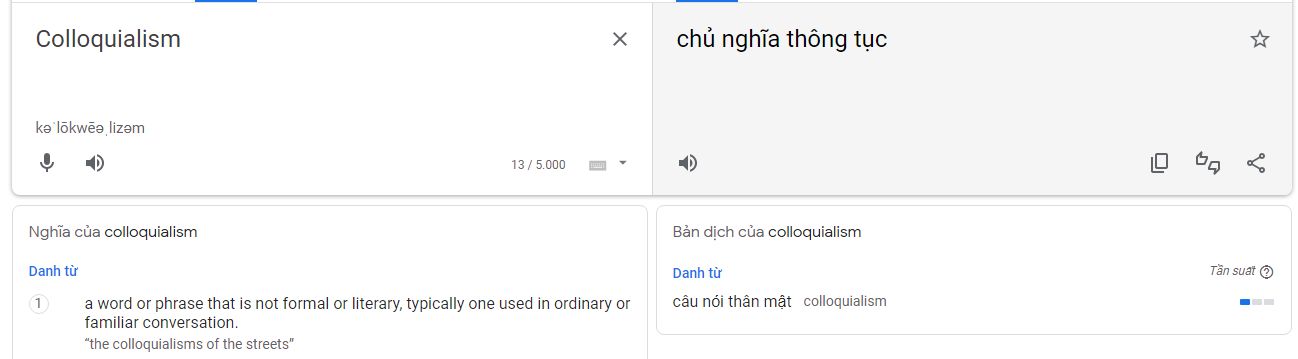 Colloquialism
chủ nghĩa thông tục
kəˈlōkwēəˌlizəm
13 / 5.000
Nghĩa của colloquialism
Danh từ
1 a word or phrase that is not formal or literary, typically one used in ordinary or
familiar conversation.
“the colloquialisms of the streets”
Bản dịch của colloquialism
Danh từ Tần suất
câu nói thân mật colloquialism